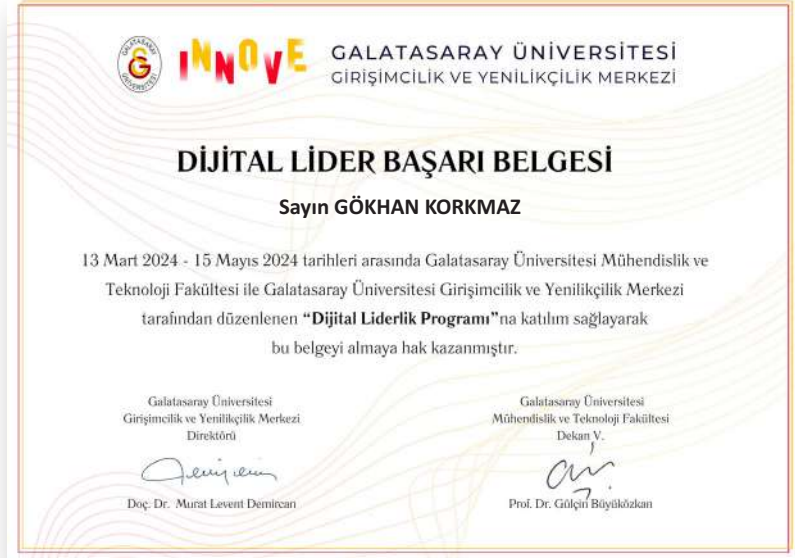 GALATASARAY ÜNİVERSİTESİ
INNOVE
GALATASARAY ÜNİVERSİTESİ
GİRİŞİMCİLİK VE YENİLİKÇİLİK MERKEZİ
DİJİTAL LİDER BAŞARI BELGESİ
Sayın GÖKHAN KORKMAZ
13 Mart 2024 - 15 Mayıs 2024 tarihleri arasında Galatasaray Üniversitesi Mühendislik ve
Teknoloji Fakültesi ile Galatasaray Üniversitesi Girişimcilik ve Yenilikçilik Merkezi
tarafından düzenlenen “Dijital Liderlik Programı”na katılım sağlayarak
bu belgeyi almaya hak kazanmıştır.
Galatasaray Üniversitesi
Girişimcilik ve Yenilikçilik Merkezi
Direktörü
Doç. Dr. Murat Levent Demircan
Galatasaray Üniversitesi
Mühendislik ve Teknoloji Fakültesi
Dekan V.
Prof. Dr. Gülçin Büyüközkan